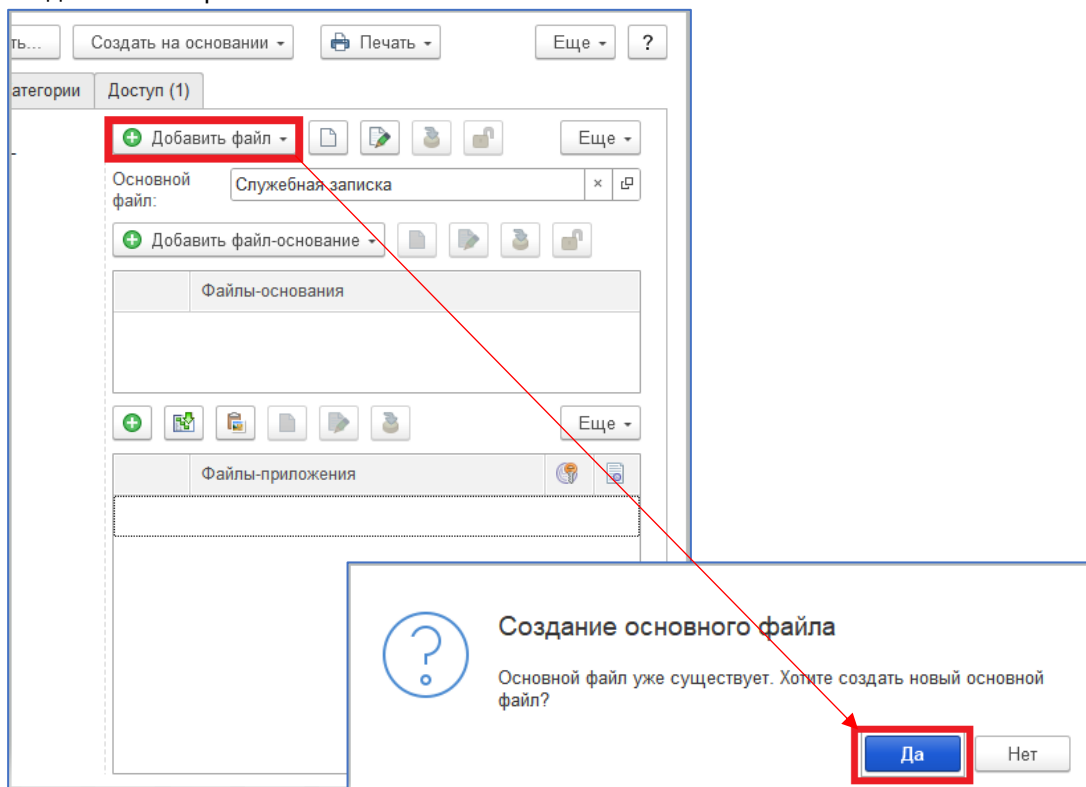 ть... Создать на основании Печать Еще ?
атегории Доступ (1)
Добавить файл Еще
Основной
файл:
Служебная записка ×
Добавить файл-основание
Файлы-основания
Еще
Файлы-приложения
Создание основного файла
Основной файл уже существует. Хотите создать новый основной
файл?
Да Нет